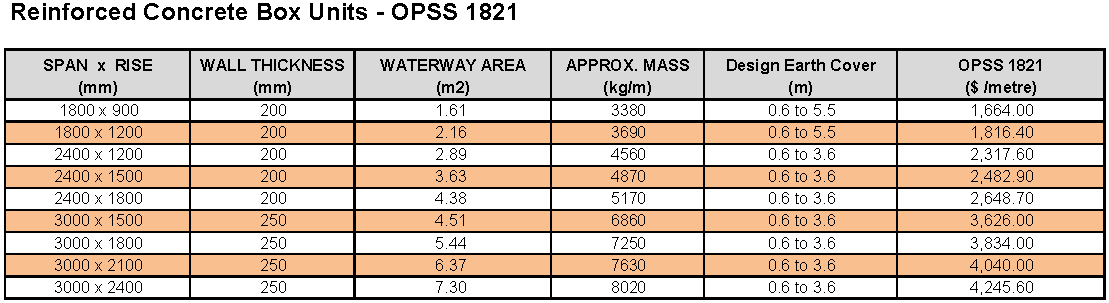 Reinforced Concrete Box Units - OPSS 1821
SPAN x RISE WALL THICKNESS WATERWAY AREA APPROX. MASS Design Earth Cover OPSS 1821
(mm) (mm) (m2) (kg/m) (m) ($ /metre)
1800 x 900 200 1.61 3380 0.6 to 5.5 1,664.00
1800 x 1200 200 2.16 3690 0.6 to 5.5 1,816.40
2400 x 1200 200 2.89 4560 0.6 to 3.6 2,317.60
2400 x 1500 200 3.63 4870 0.6 to 3.6 2,482.90
2400 x 1800 200 4.38 5170 0.6 to 3.6 2,648.70
3000 x 1500 250 4.51 6860 0.6 to 3.6 3,626.00
3000 x 1800 250 5.44 7250 0.6 to 3.6 3,834.00
3000 x 2100 250 6.37 7630 0.6 to 3.6 4,040.00
3000 x 2400 250 7.30 8020 0.6 to 3.6 4,245.60